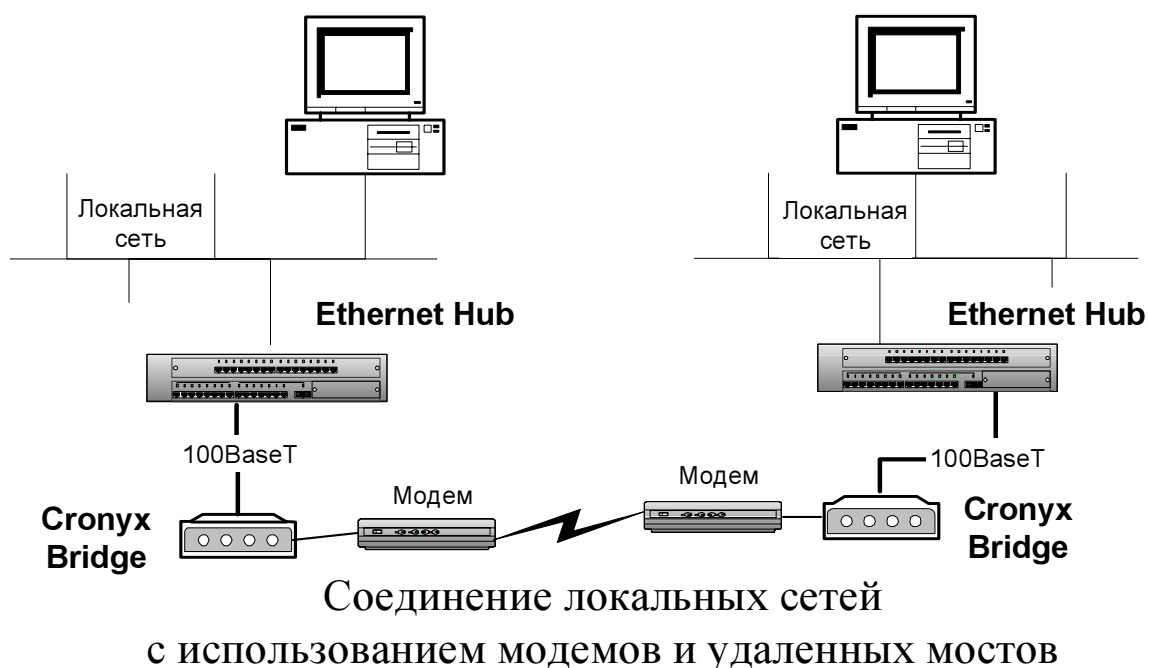 Локальная
сеть
Локальная
сеть
Ethernet Hub
Ethernet Hub
100BaseT
100BaseT
Модем
Модем
Cronyx
Bridge
Cronyx
Bridge
Соединение локальных сетей
с использованием модемов и удаленных мостов